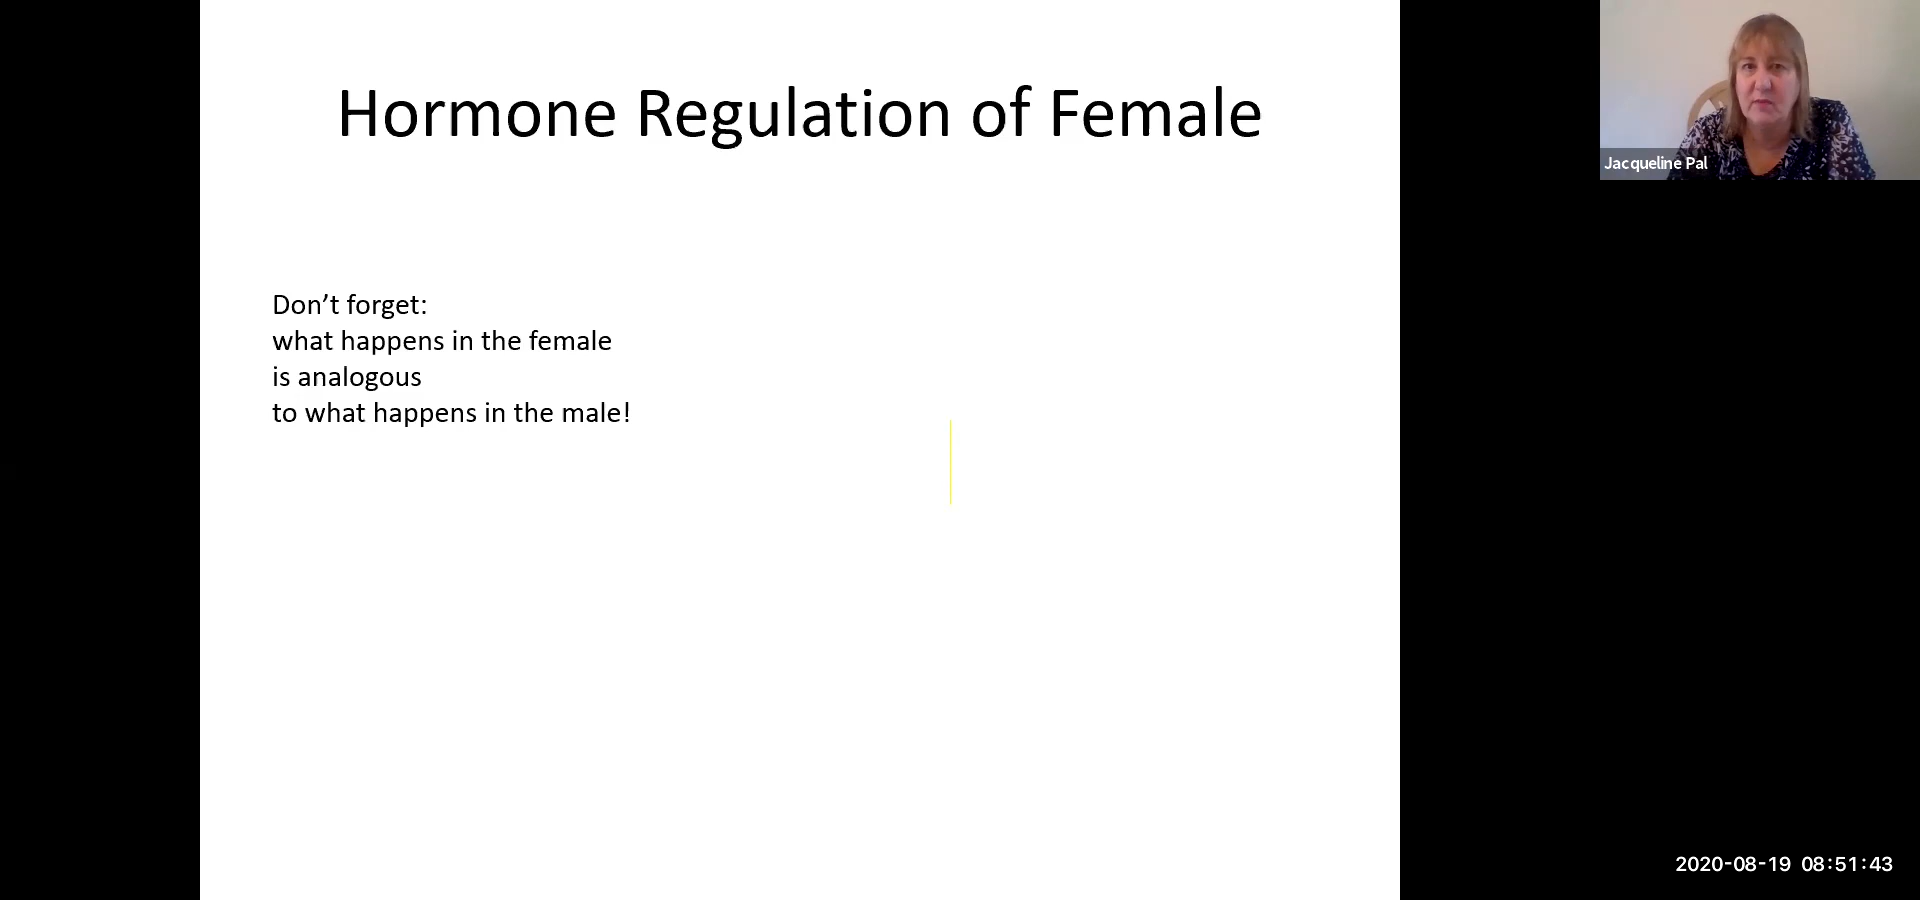 Hormone Regulation of Female
Don’t forget:
what happens in the female
is analogous
to what happens in the male!
Jacqueline Pal
2020-08-19 08:51:43